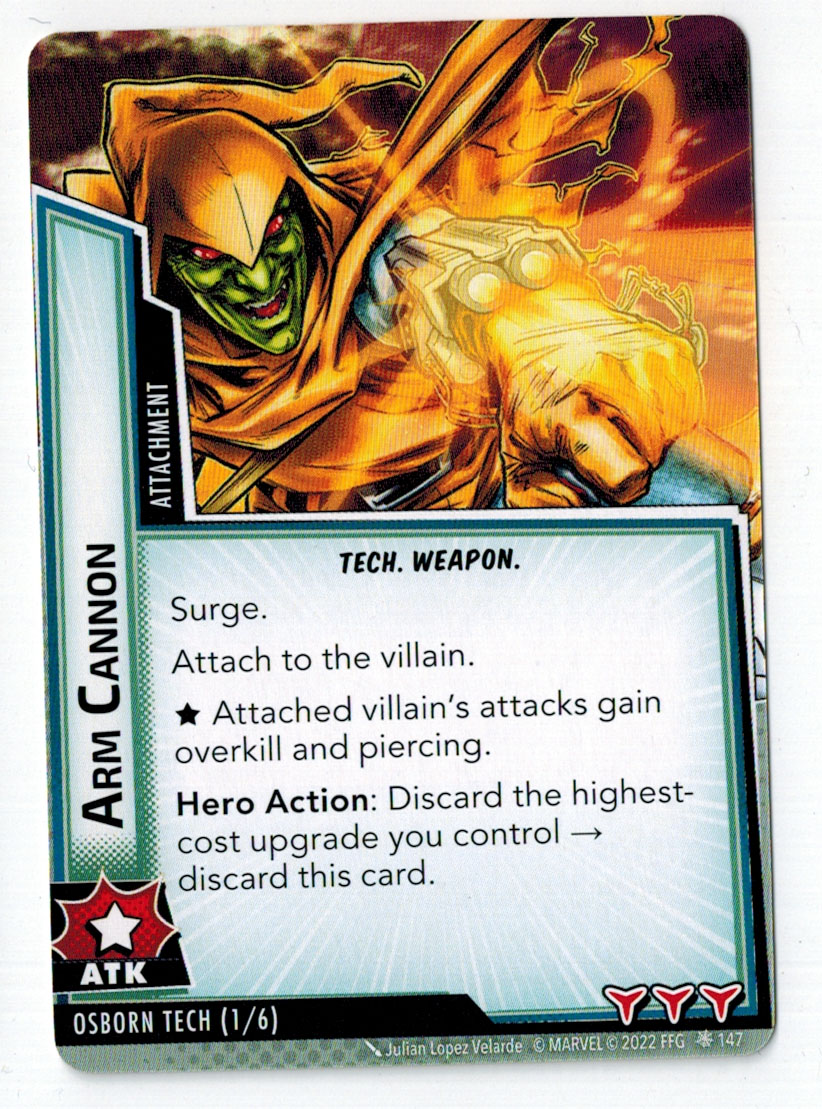 ATTACHMENT
ARM CANNON
TECH. WEAPON.
Surge.
Attach to the villain.
★ Attached villain's attacks gain
overkill and piercing.
Hero Action: Discard the highest-
cost upgrade you control →
discard this card.
ATK
OSBORN TECH (1/6)
Julian Lopez Velarde © MARVEL © 2022 FFG 147